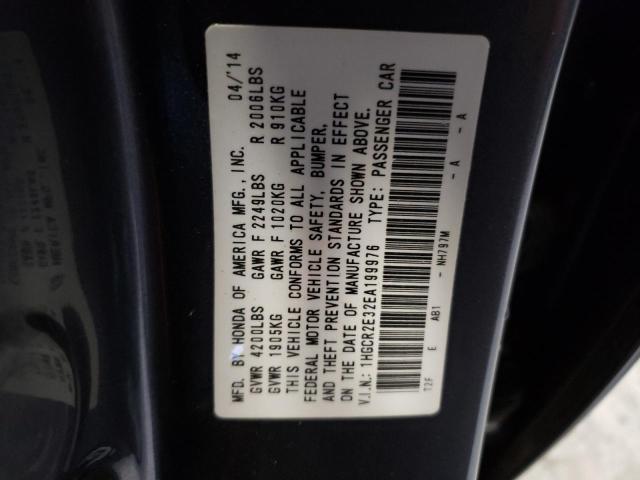 MFD. BY HONDA OF AMERICA MFG., INC. 04/'14
GVWR 4200LBS GAWR F 2249LBS R 2006LBS
GVWR 1905KG GAWR F 1020KG R 910KG
THIS VEHICLE CONFORMS TO ALL APPLICABLE
FEDERAL MOTOR VEHICLE SAFETY, BUMPER,
AND THEFT PREVENTION STANDARDS IN EFFECT
ON THE DATE OF MANUFACTURE SHOWN ABOVE.
V.I.N.: 1HGCR2E32EA199976 TYPE: PASSENGER CAR
T2F E AB1 - NH797M - A - A